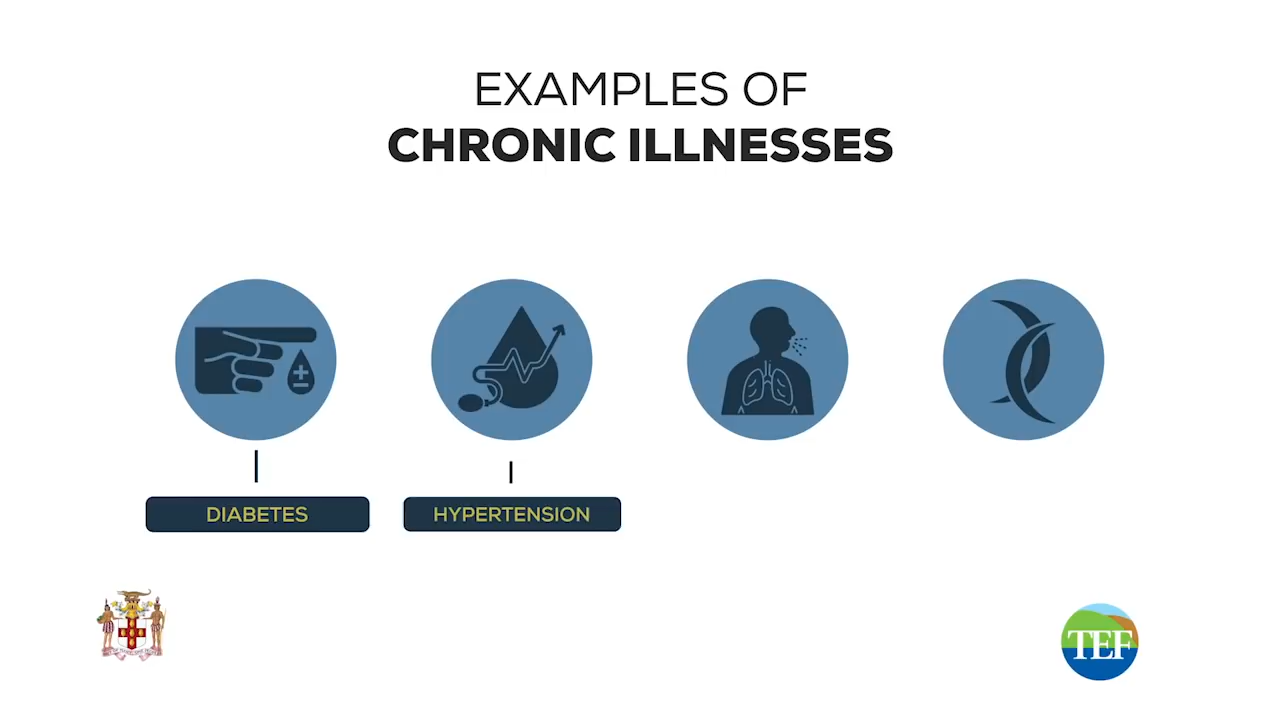 EXAMPLES OF
CHRONIC ILLNESSES
DIABETES
HYPERTENSION
TEF